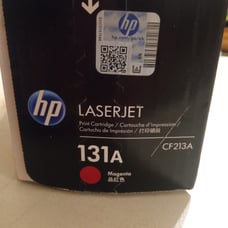 hp
hp
LASERJET
Print Cartridge / Cartouche d'impression /
Cartucho de Impresión / 打印硒鼓
131A
CF213A
Magenta
品红色